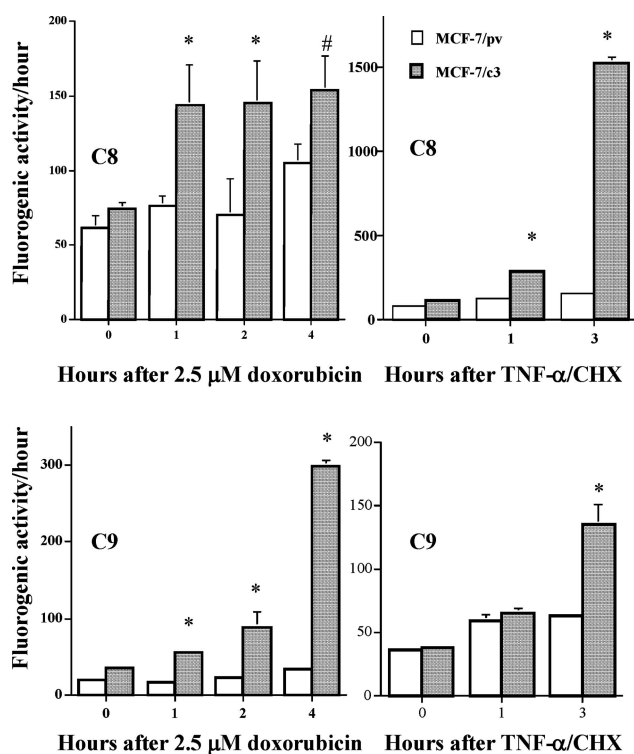 200
150
100
50
0
Fluorogenic activity/hour
C8
* * #
0 1 2 4
Hours after 2.5 μM doxorubicin
1500
1000
500
0
MCF-7/pv
MCF-7/c3
C8
* *
0 1 3
Hours after TNF-α/CHX
300
200
100
0
Fluorogenic activity/hour
C9
* * *
0 1 2 4
Hours after 2.5 μM doxorubicin
200
150
100
50
0
C9
*
0 1 3
Hours after TNF-α/CHX